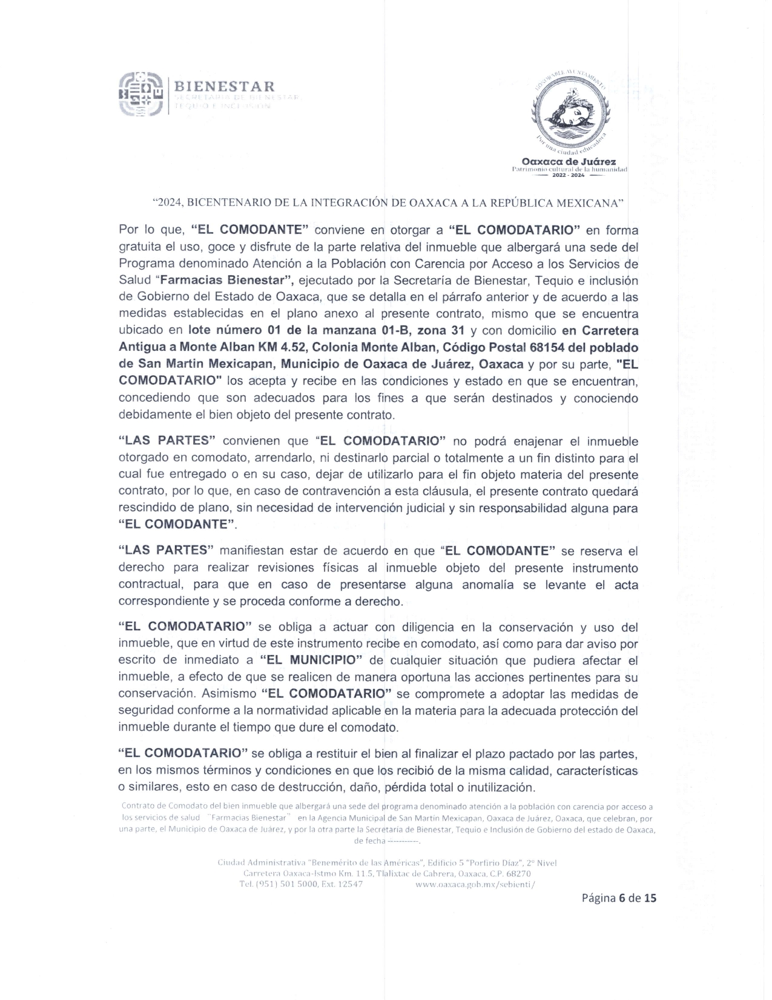 BIENESTAR
SECRETARÍA DE BIENESTAR,
TEQUIO E INCLUSIÓN
HONORABLE AYUNTAMIENTO
Por una ciudad educadora
Oaxaca de Juárez
Patrimonio cultural de la humanidad
2022 - 2024
“2024, BICENTENARIO DE LA INTEGRACIÓN DE OAXACA A LA REPÚBLICA MEXICANA”
Por lo que, “EL COMODANTE” conviene en otorgar a “EL COMODATARIO” en forma
gratuita el uso, goce y disfrute de la parte relativa del inmueble que albergará una sede del
Programa denominado Atención a la Población con Carencia por Acceso a los Servicios de
Salud “Farmacias Bienestar”, ejecutado por la Secretaría de Bienestar, Tequio e inclusión
de Gobierno del Estado de Oaxaca, que se detalla en el párrafo anterior y de acuerdo a las
medidas establecidas en el plano anexo al presente contrato, mismo que se encuentra
ubicado en lote número 01 de la manzana 01-B, zona 31 y con domicilio en Carretera
Antigua a Monte Alban KM 4.52, Colonia Monte Alban, Código Postal 68154 del poblado
de San Martin Mexicapan, Municipio de Oaxaca de Juárez, Oaxaca y por su parte, "EL
COMODATARIO" los acepta y recibe en las condiciones y estado en que se encuentran,
concediendo que son adecuados para los fines a que serán destinados y conociendo
debidamente el bien objeto del presente contrato.
“LAS PARTES” convienen que “EL COMODATARIO” no podrá enajenar el inmueble
otorgado en comodato, arrendarlo, ni destinarlo parcial o totalmente a un fin distinto para el
cual fue entregado o en su caso, dejar de utilizarlo para el fin objeto materia del presente
contrato, por lo que, en caso de contravención a esta cláusula, el presente contrato quedará
rescindido de plano, sin necesidad de intervención judicial y sin responsabilidad alguna para
“EL COMODANTE”.
“LAS PARTES” manifiestan estar de acuerdo en que “EL COMODANTE” se reserva el
derecho para realizar revisiones físicas al inmueble objeto del presente instrumento
contractual, para que en caso de presentarse alguna anomalía se levante el acta
correspondiente y se proceda conforme a derecho.
“EL COMODATARIO” se obliga a actuar con diligencia en la conservación y uso del
inmueble, que en virtud de este instrumento recibe en comodato, así como para dar aviso por
escrito de inmediato a “EL MUNICIPIO” de cualquier situación que pudiera afectar el
inmueble, a efecto de que se realicen de manera oportuna las acciones pertinentes para su
conservación. Asimismo “EL COMODATARIO” se compromete a adoptar las medidas de
seguridad conforme a la normatividad aplicable en la materia para la adecuada protección del
inmueble durante el tiempo que dure el comodato.
“EL COMODATARIO” se obliga a restituir el bien al finalizar el plazo pactado por las partes,
en los mismos términos y condiciones en que los recibió de la misma calidad, características
o similares, esto en caso de destrucción, daño, pérdida total o inutilización.
Contrato de Comodato del bien inmueble que albergará una sede del programa denominado atención a la población con carencia por acceso a
los servicios de salud “Farmacias Bienestar” en la Agencia Municipal de San Martin Mexicapan, Oaxaca de Juárez, Oaxaca, que celebran, por
una parte, el Municipio de Oaxaca de Juárez, y por la otra parte la Secretaría de Bienestar, Tequio e Inclusión de Gobierno del estado de Oaxaca,
de fecha ----------.
Ciudad Administrativa "Benemérito de las Américas", Edificio 5 "Porfirio Díaz", 2° Nivel
Carretera Oaxaca-Istmo Km. 11.5, Tlalixtac de Cabrera, Oaxaca, C.P. 68270
Tel. (951) 501 5000, Ext. 12547 www.oaxaca.gob.mx/sebienti/
Página 6 de 15